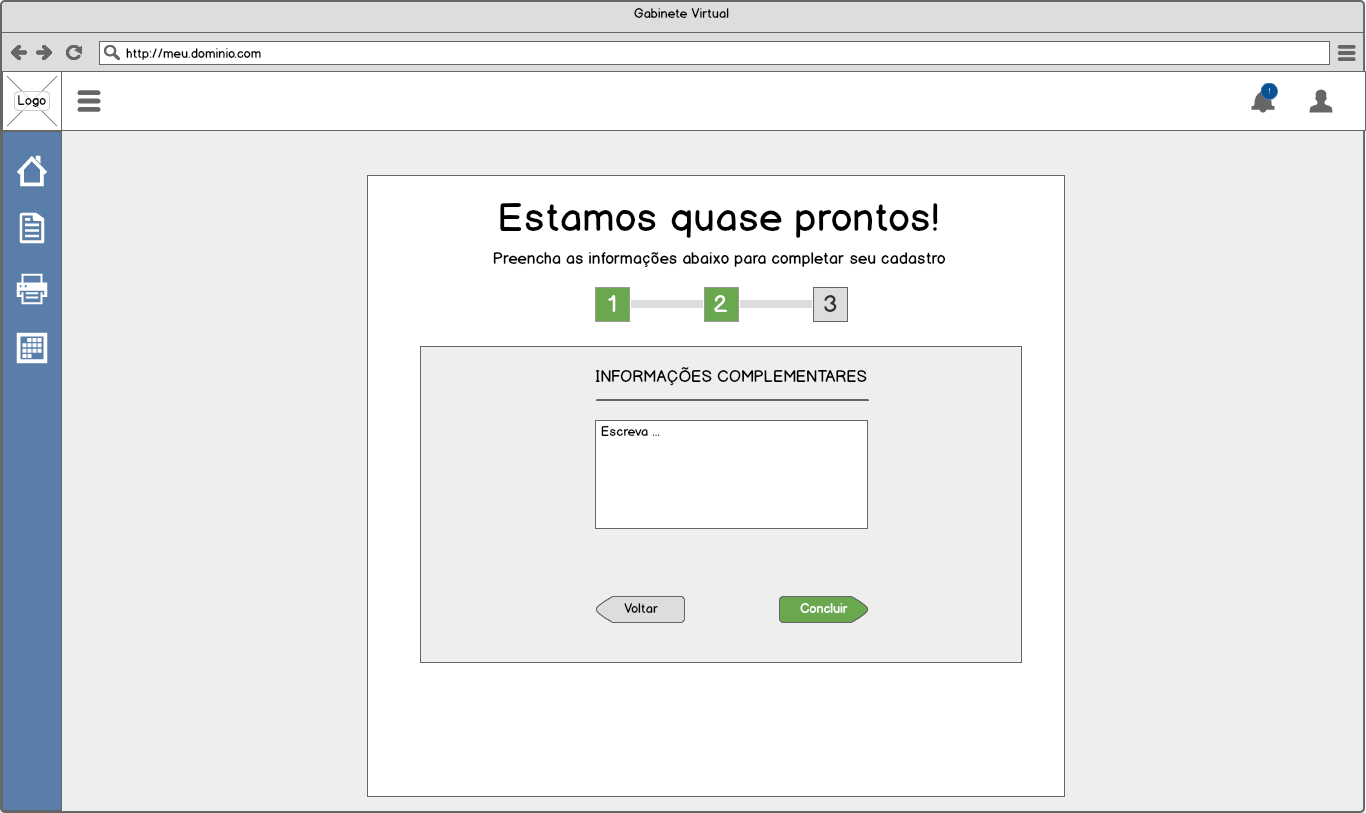 Gabinete Virtual
http://meu.dominio.com
Logo
!
Estamos quase prontos!
Preencha as informações abaixo para completar seu cadastro
1 2 3
INFORMAÇÕES COMPLEMENTARES
Escreva ...
Voltar Concluir